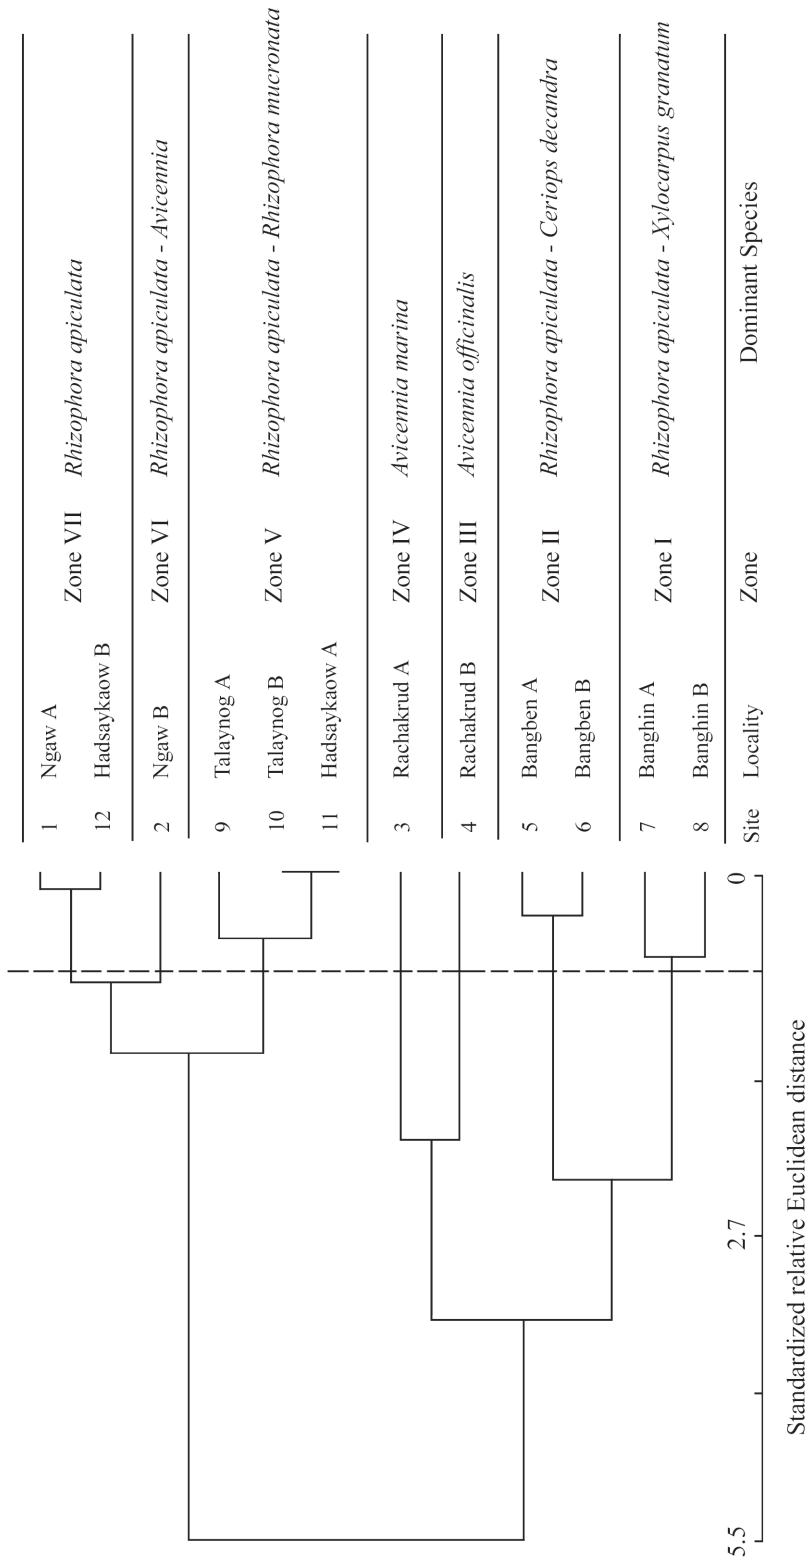 1 Ngaw A
Zone VII Rhizophora apiculata
12 Hadsaykaow B
2 Ngaw B Zone VI Rhizophora apiculata - Avicennia
9 Talaynog A
10 Talaynog B Zone V Rhizophora apiculata - Rhizophora mucronata
11 Hadsaykaow A
3 Rachakrud A Zone IV Avicennia marina
4 Rachakrud B Zone III Avicennia officinalis
5 Bangben A
Zone II Rhizophora apiculata - Ceriops decandra
6 Bangben B
7 Banghin A
Zone I Rhizophora apiculata - Xylocarpus granatum
8 Banghin B
5.5 2.7 0
Site Locality Zone Dominant Species
Standardized relative Euclidean distance